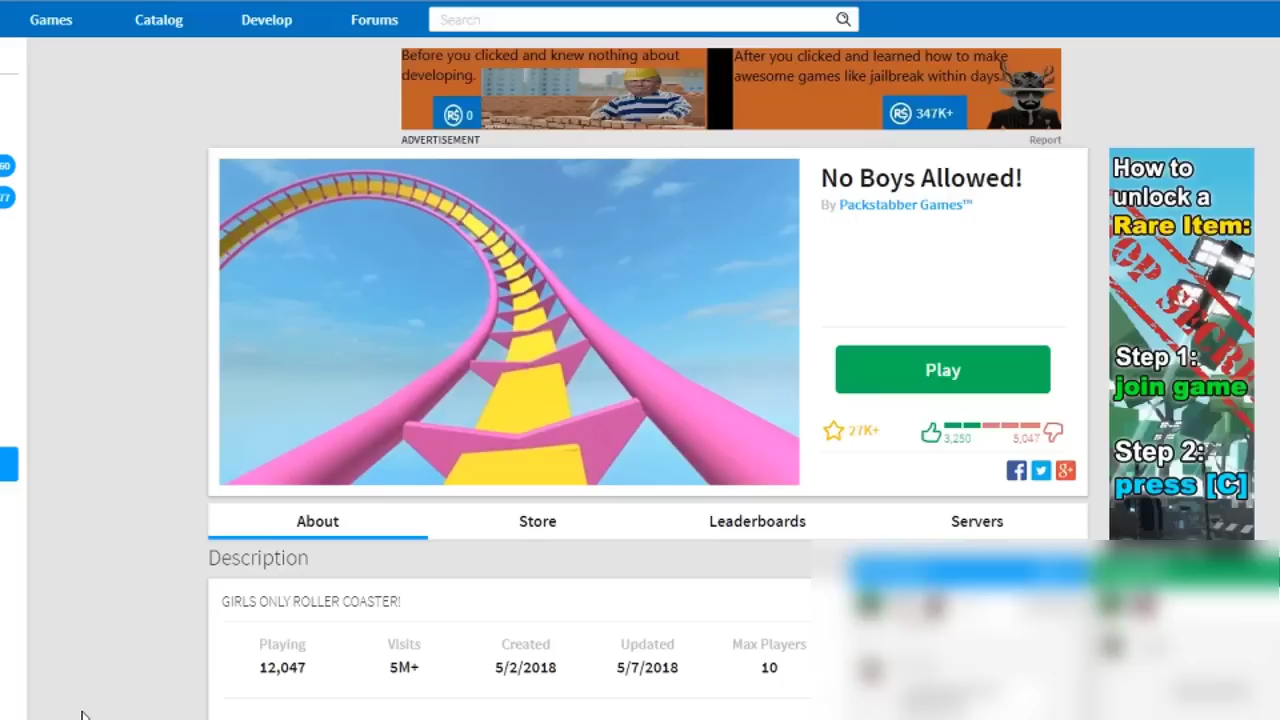 Games
Catalog
Develop
Forums
Search
Before you clicked and knew nothing about
developing.
R$ 0
After you clicked and learned how to make
awesome games like jailbreak within days.
R$ 347K+
ADVERTISEMENT
Report
60
77
No Boys Allowed!
By Packstabber Games™
Play
27K+
3,250
5,047
How to
unlock a
Rare Item:
Step 1:
join game
Step 2:
press [C]
About
Store
Leaderboards
Servers
Description
GIRLS ONLY ROLLER COASTER!
Playing
Visits
Created
Updated
Max Players
12,047
5M+
5/2/2018
5/7/2018
10